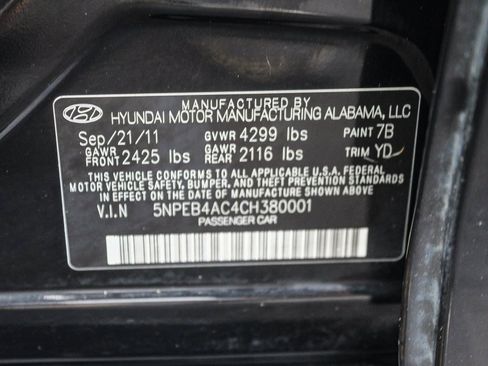 MANUFACTURED BY
HYUNDAI MOTOR MANUFACTURING ALABAMA, LLC
Sep/21/11 GVWR 4299 lbs PAINT 7B
GAWR FRONT 2425 lbs GAWR REAR 2116 lbs TRIM YD
THIS VEHICLE CONFORMS TO ALL APPLICABLE U.S.A. FEDERAL
MOTOR VEHICLE SAFETY, BUMPER, AND THEFT PREVENTION STANDARDS
IN EFFECT ON THE DATE OF MANUFACTURE SHOWN ABOVE.
V.I.N 5NPEB4AC4CH380001
PASSENGER CAR